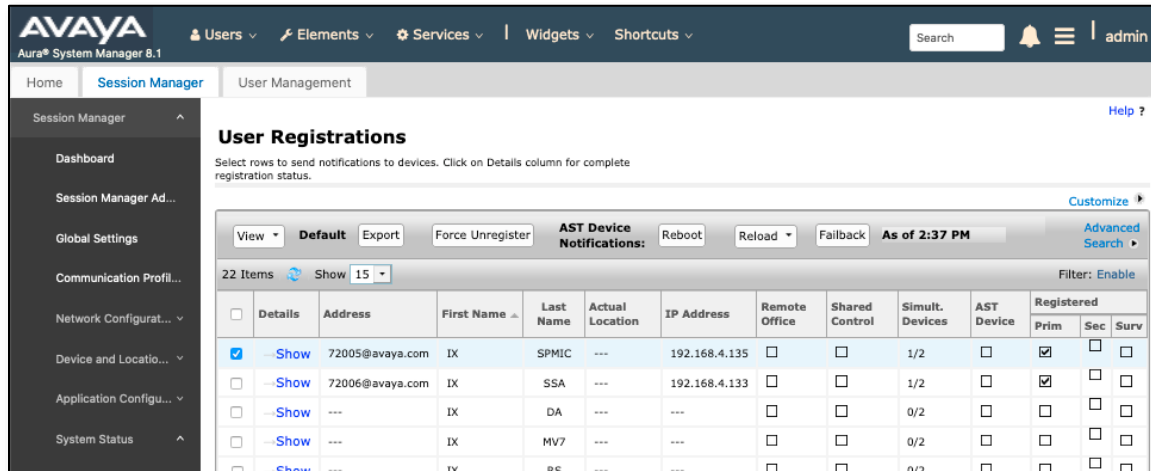 AVAYA
Aura® System Manager 8.1
Users Elements Services | Widgets Shortcuts Search admin
Home Session Manager User Management
Help ?
Session Manager
Dashboard
Session Manager Ad...
Global Settings
Communication Profil...
Network Configurat...
Device and Locatio...
Application Configu...
System Status
User Registrations
Select rows to send notifications to devices. Click on Details column for complete
registration status.
Customize
View Default Export Force Unregister AST Device Notifications: Reboot Reload Failback As of 2:37 PM Advanced Search
22 Items Show 15 Filter: Enable
Details Address First Name Last Name Actual Location IP Address Remote Office Shared Control Simult. Devices AST Device Registered
Prim Sec Surv
Show 72005@avaya.com IX SPMIC --- 192.168.4.135 1/2
Show 72006@avaya.com IX SSA --- 192.168.4.133 1/2
Show --- IX DA --- --- 0/2
Show --- IX MV7 --- --- 0/2
Show --- IX --- --- 0/2